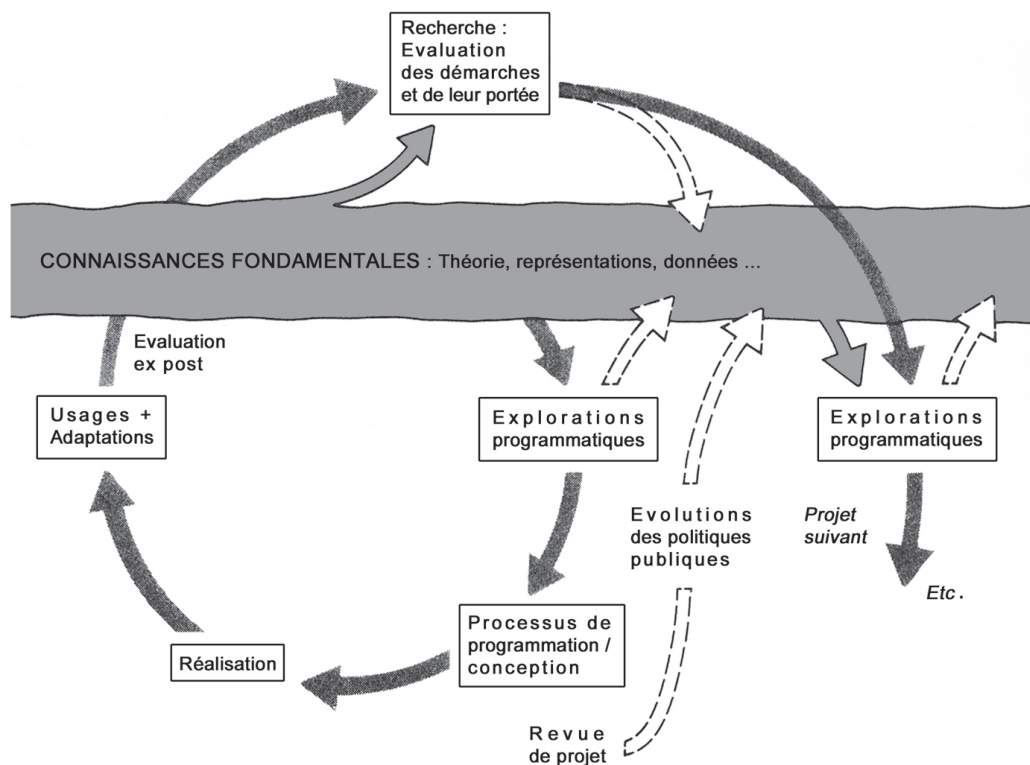 Recherche :
Evaluation
des démarches
et de leur portée
CONNAISSANCES FONDAMENTALES : Théorie, représentations, données ...
Evaluation
ex post
Usages +
Adaptations
Explorations
programmatiques
Explorations
programmatiques
Evolutions
des politiques
publiques
Projet
suivant
Etc.
Processus de
programmation /
conception
Réalisation
Revue
de projet